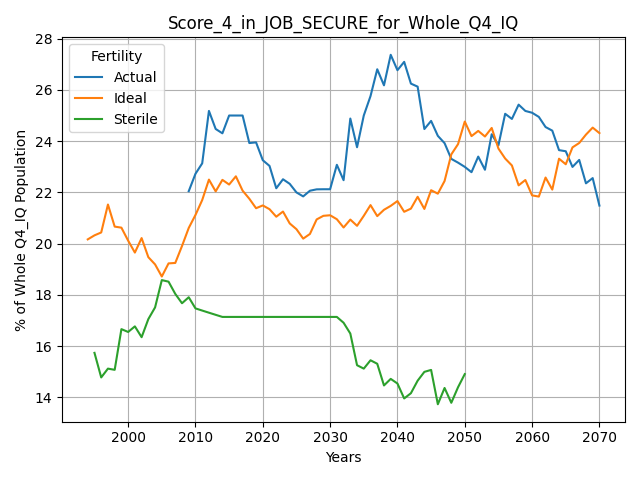 Score_4_in_JOB_SECURE_for_Whole_Q4_IQ
Fertility
Actual
Ideal
Sterile
% of Whole Q4_IQ Population
28
26
24
22
20
18
16
14
2000 2010 2020 2030 2040 2050 2060 2070
Years